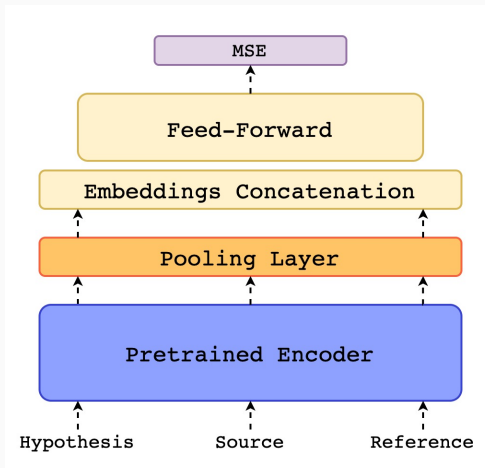 MSE
Feed-Forward
Embeddings Concatenation
Pooling Layer
Pretrained Encoder
Hypothesis Source Reference